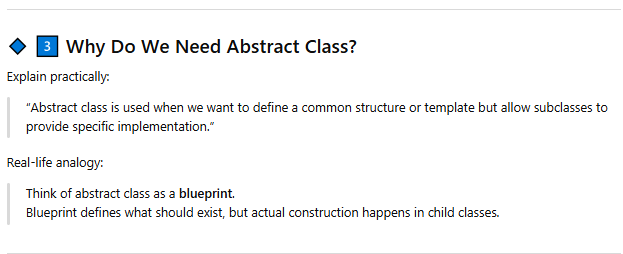 3 Why Do We Need Abstract Class?
Explain practically:
“Abstract class is used when we want to define a common structure or template but allow subclasses to
provide specific implementation.”
Real-life analogy:
Think of abstract class as a blueprint.
Blueprint defines what should exist, but actual construction happens in child classes.